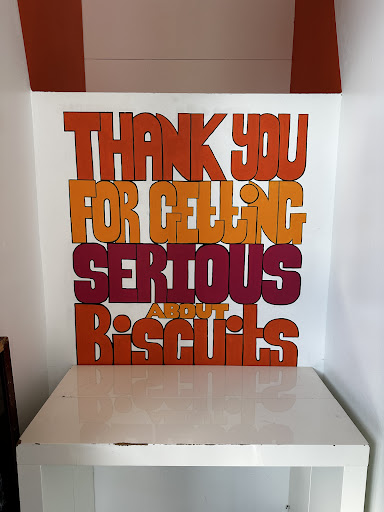 THANK YOU
FOR GETTING
SERIOUS
ABOUT
BISCUITS